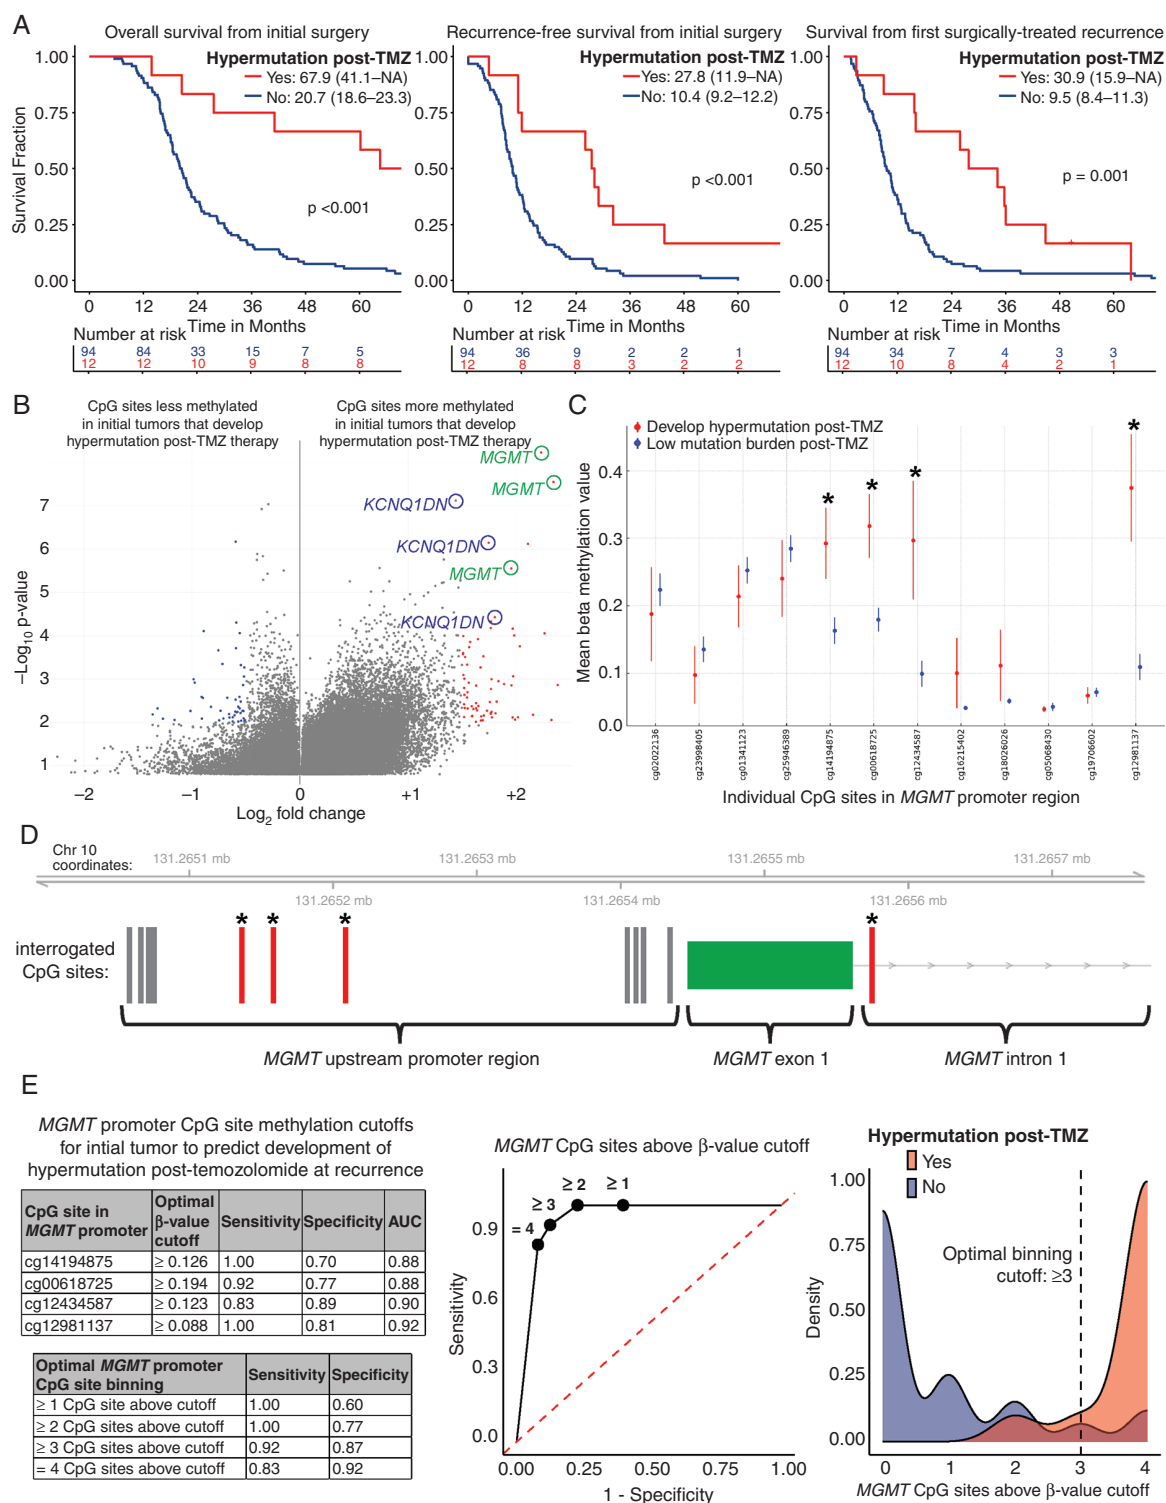 A
Overall survival from initial surgery
Hypermutation post-TMZ
Yes: 67.9 (41.1–NA)
No: 20.7 (18.6–23.3)
Survival Fraction
1.00
0.75
0.50
0.25
0.00
p <0.001
0 12 24 36 48 60
Time in Months
Number at risk
94 84 33 15 7 5
12 12 10 9 8 8
Recurrence-free survival from initial surgery
Hypermutation post-TMZ
Yes: 27.8 (11.9–NA)
No: 10.4 (9.2–12.2)
1.00
0.75
0.50
0.25
0.00
p <0.001
0 12 24 36 48 60
Time in Months
Number at risk
94 36 9 2 2 1
12 8 8 3 2 2
Survival from first surgically-treated recurrence
Hypermutation post-TMZ
Yes: 30.9 (15.9–NA)
No: 9.5 (8.4–11.3)
1.00
0.75
0.50
0.25
0.00
p = 0.001
0 12 24 36 48 60
Time in Months
Number at risk
94 34 7 4 3 3
12 10 8 4 2 1
B
CpG sites less methylated
in initial tumors that develop
hypermutation post-TMZ therapy
CpG sites more methylated
in initial tumors that develop
hypermutation post-TMZ therapy
MGMT
MGMT
KCNQ1DN
KCNQ1DN
MGMT
KCNQ1DN
–Log10 p-value
7
6
5
4
3
2
1
–2 –1 0 +1 +2
Log2 fold change
C
Develop hypermutation post-TMZ
Low mutation burden post-TMZ
Mean beta methylation value
0.4
0.3
0.2
0.1
0.0
* * * *
cg02022136
cg23998405
cg01341123
cg25946389
cg14194875
cg00618725
cg12434587
cg16215402
cg18026026
cg05068430
cg19706602
cg12981137
Individual CpG sites in MGMT promoter region
D
Chr 10
coordinates:
131.2651 mb 131.2653 mb 131.2655 mb 131.2657 mb
131.2652 mb 131.2654 mb 131.2656 mb
* * * *
interrogated
CpG sites:
MGMT upstream promoter region
MGMT exon 1
MGMT intron 1
E
MGMT promoter CpG site methylation cutoffs
for intial tumor to predict development of
hypermutation post-temozolomide at recurrence
CpG site in MGMT promoter Optimal β-value cutoff Sensitivity Specificity AUC
cg14194875 ≥ 0.126 1.00 0.70 0.88
cg00618725 ≥ 0.194 0.92 0.77 0.88
cg12434587 ≥ 0.123 0.83 0.89 0.90
cg12981137 ≥ 0.088 1.00 0.81 0.92
Optimal MGMT promoter CpG site binning Sensitivity Specificity
≥ 1 CpG site above cutoff 1.00 0.60
≥ 2 CpG sites above cutoff 1.00 0.77
≥ 3 CpG sites above cutoff 0.92 0.87
= 4 CpG sites above cutoff 0.83 0.92
MGMT CpG sites above β-value cutoff
≥ 2 ≥ 1
≥ 3
= 4
Sensitivity
0.9
0.6
0.3
0.0
0.00 0.25 0.50 0.75 1.00
1 - Specificity
Hypermutation post-TMZ
Yes
No
Optimal binning
cutoff: ≥3
Density
1.00
0.75
0.50
0.25
0.00
0 1 2 3 4
MGMT CpG sites above β-value cutoff